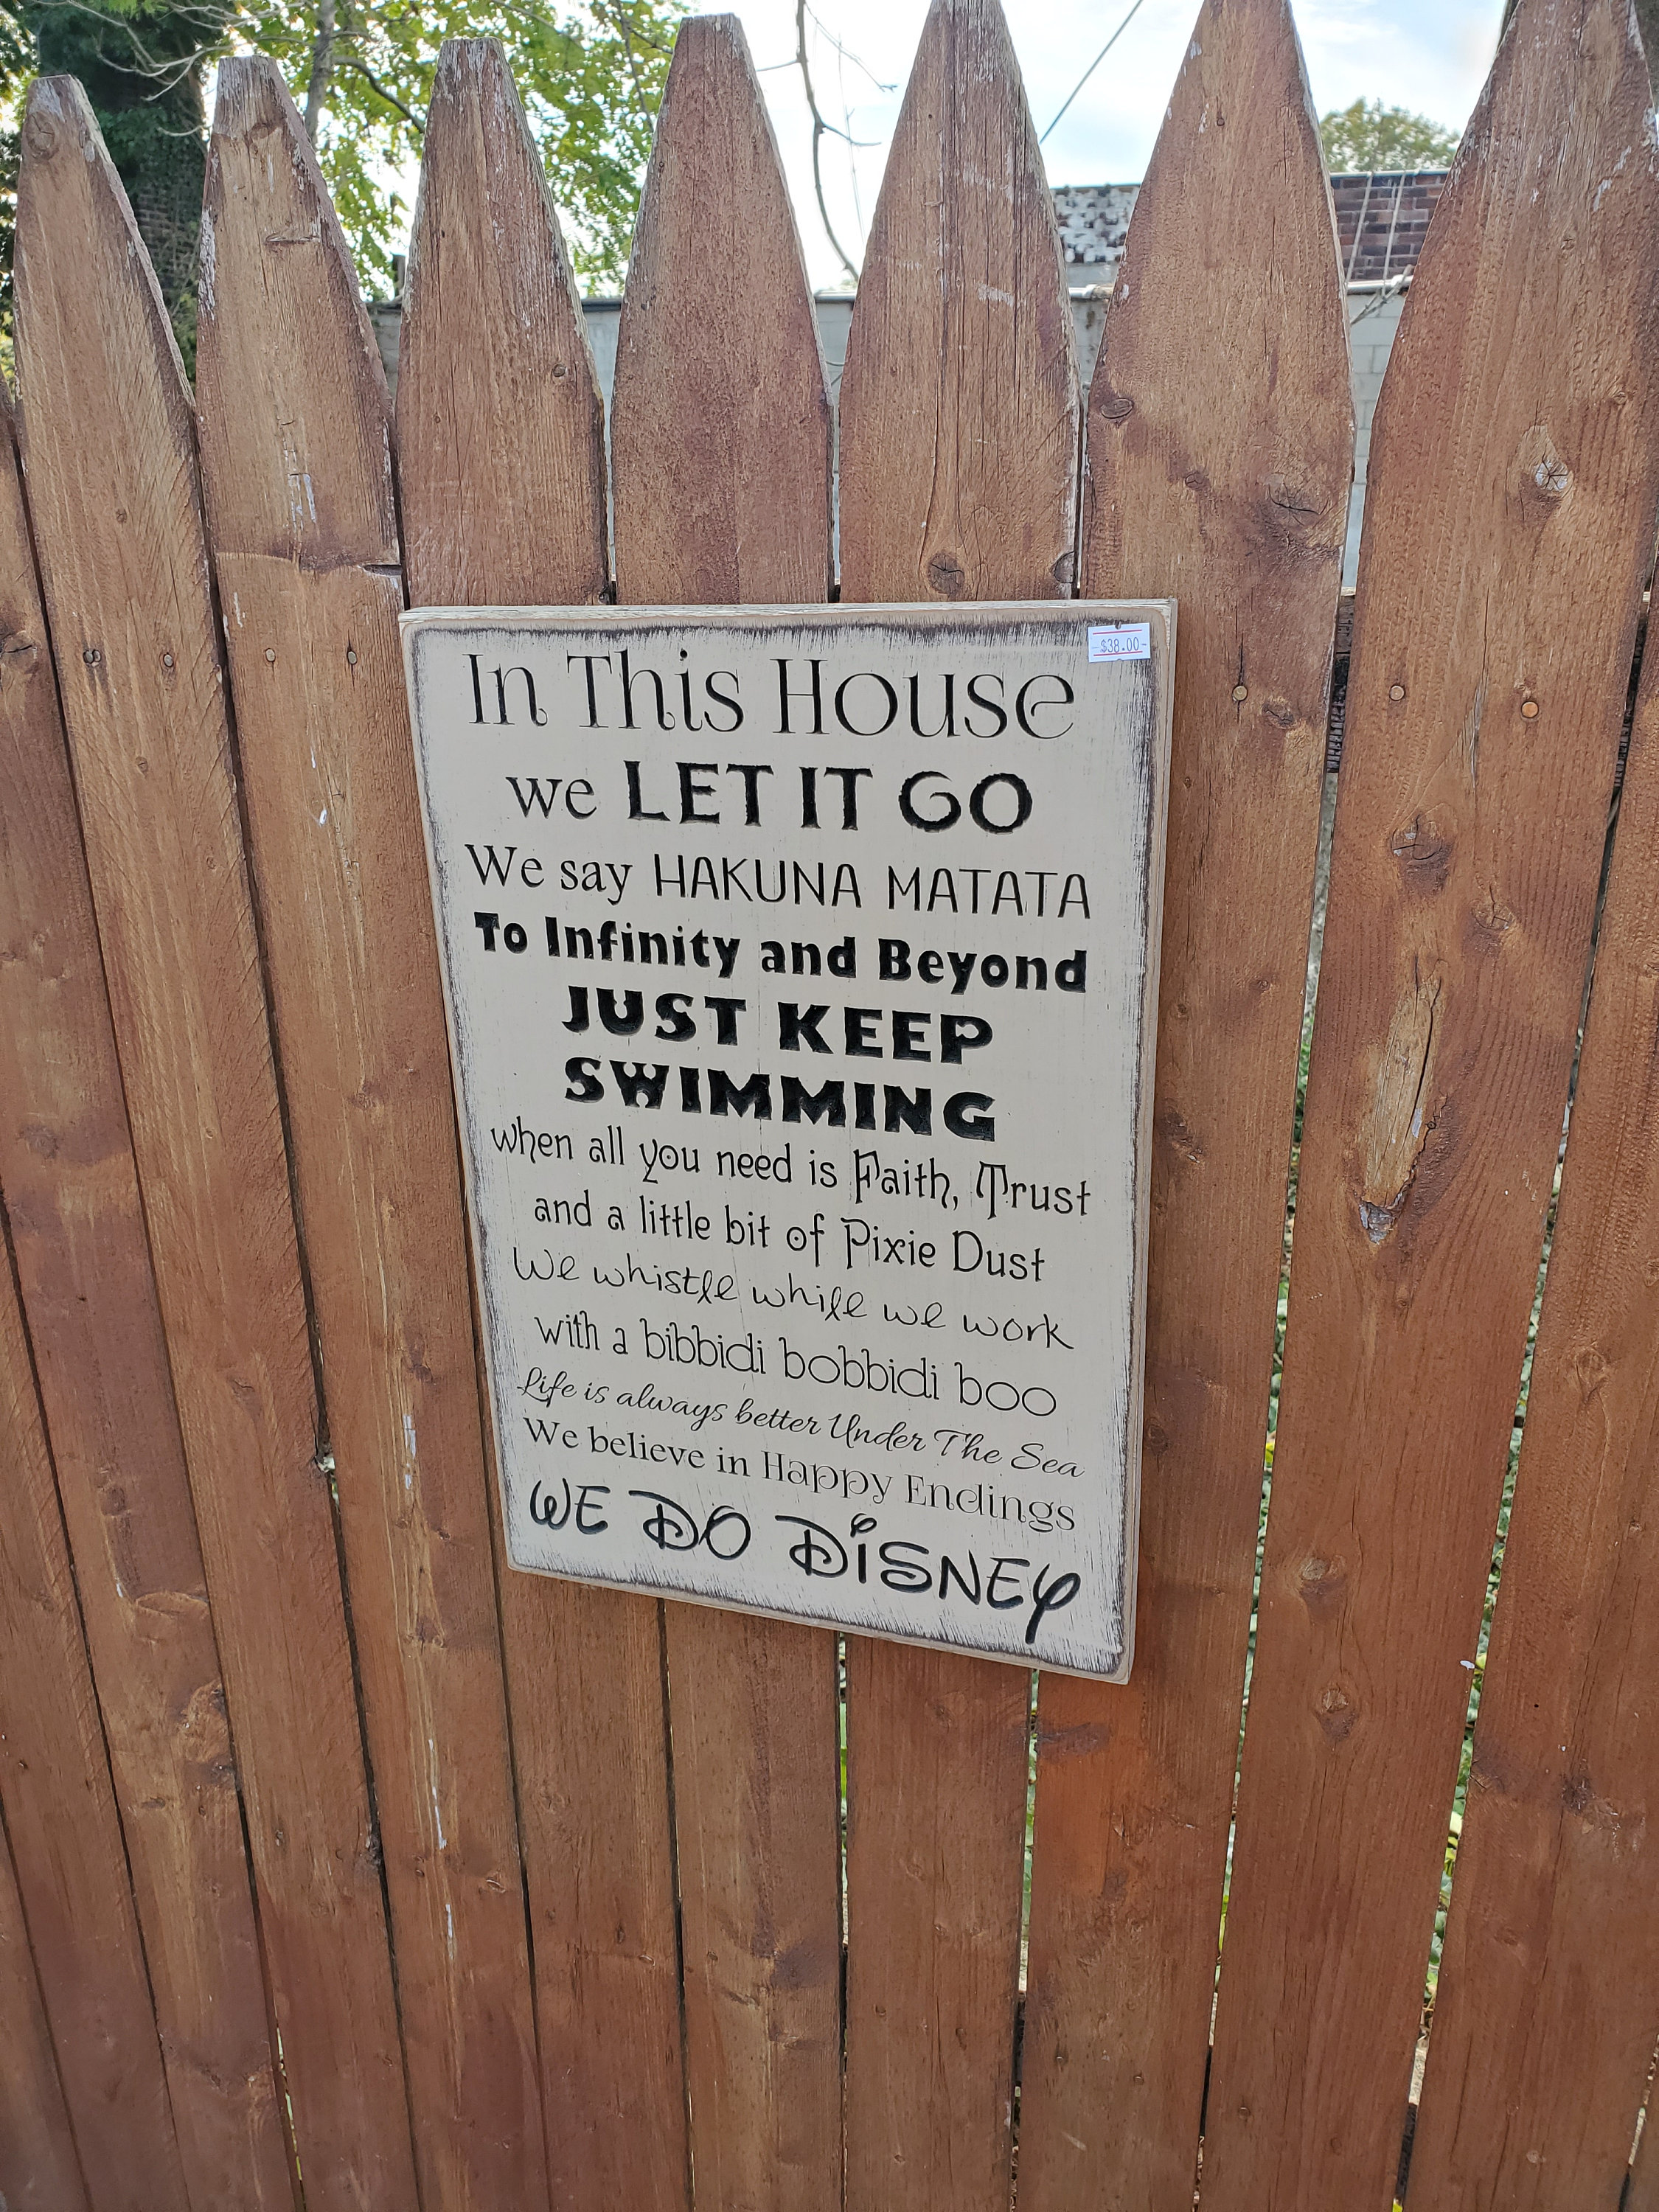 -$38.00-
In This House
we LET IT GO
We say HAKUNA MATATA
To Infinity and Beyond
JUST KEEP
SWIMMING
when all you need is Faith, Trust
and a little bit of Pixie Dust
We whistle while we work
with a bibbidi bobbidi boo
Life is always better Under The Sea
We believe in Happy Endings
WE DO DiSNEY